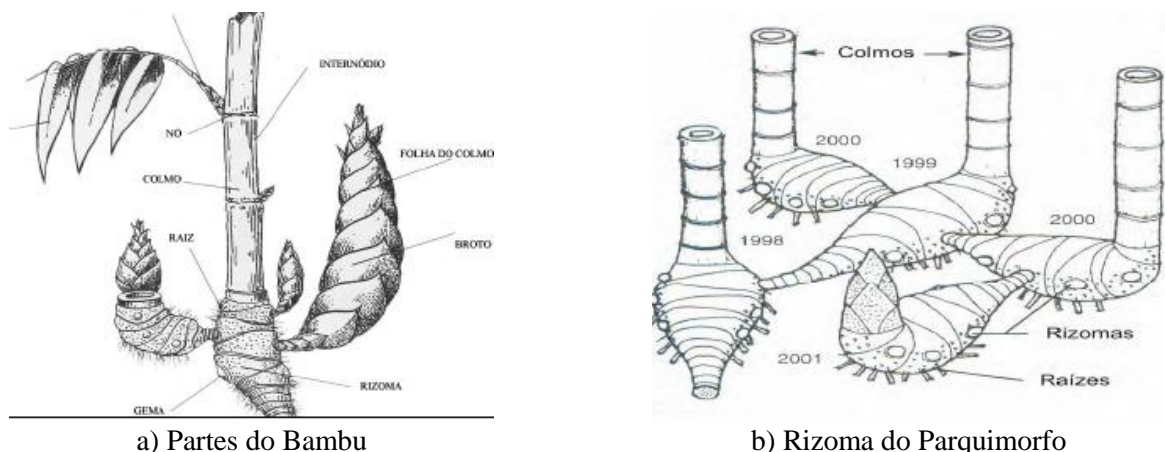 INTERNÓDIO
NO
FOLHA DO COLMO
COLMO
RAIZ
BROTO
RIZOMA
GEMA
a) Partes do Bambu
Colmos
2000
1999
2000
1998
Rizomas
2001
Raízes
b) Rizoma do Parquimorfo